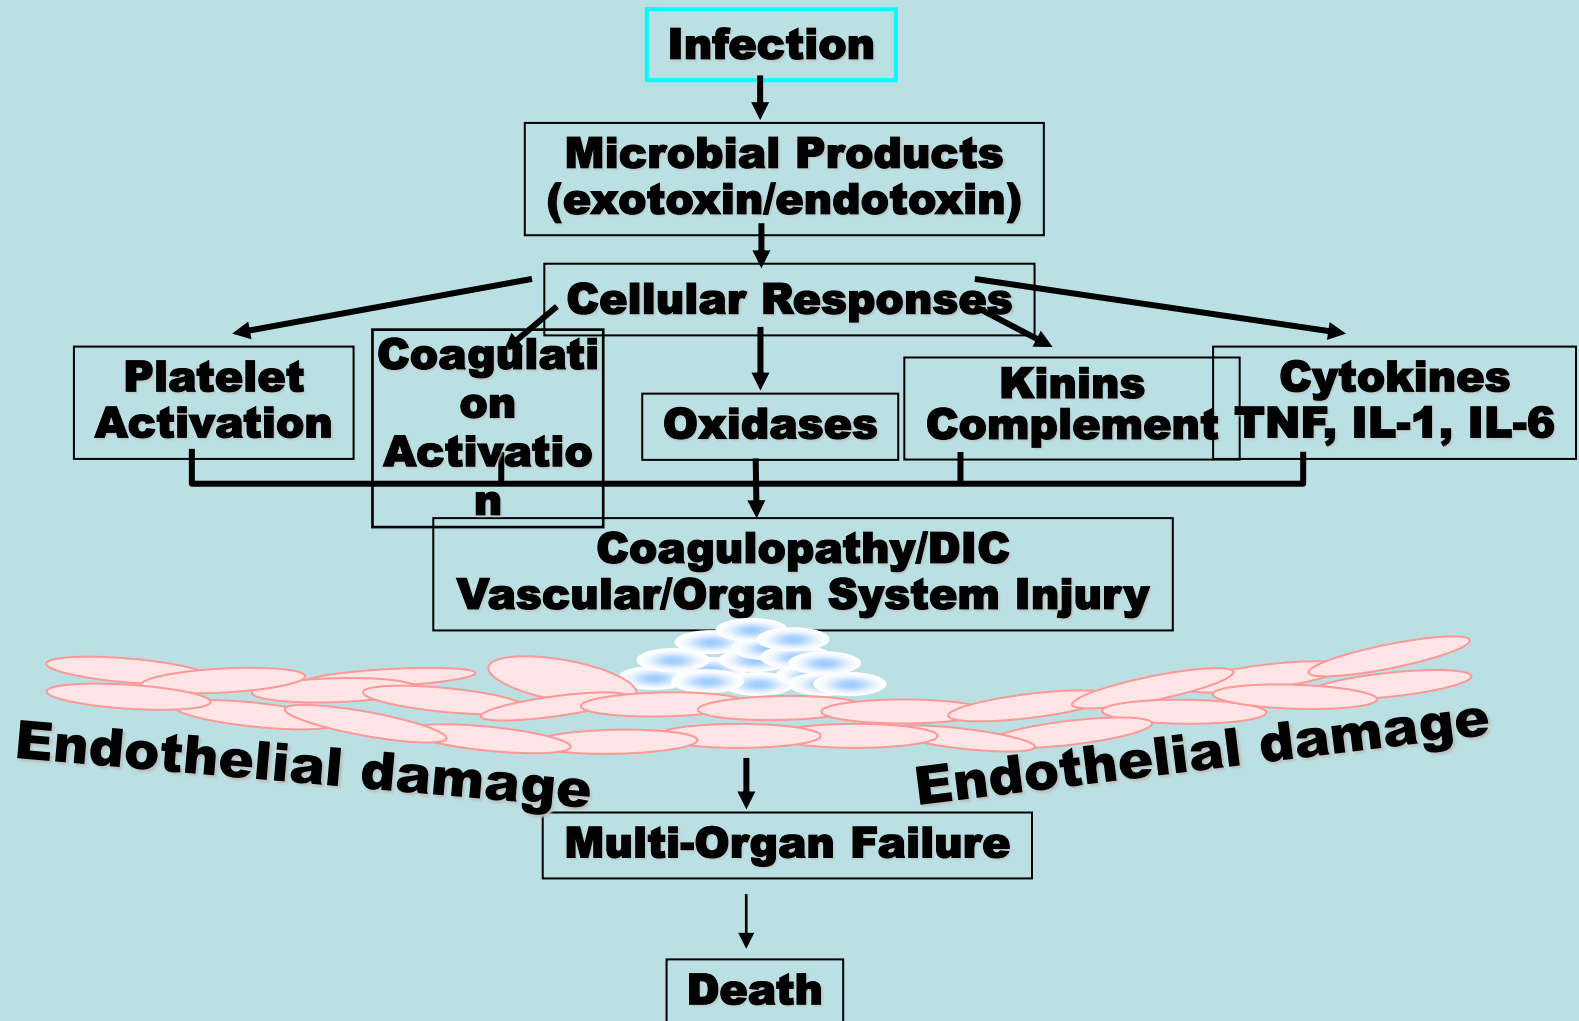 Infection
Microbial Products
(exotoxin/endotoxin)
Cellular Responses
Platelet
Activation
Coagulati
on
Activatio
n
Oxidases
Kinins
Complement
Cytokines
TNF, IL-1, IL-6
Coagulopathy/DIC
Vascular/Organ System Injury
Endothelial damage
Endothelial damage
Multi-Organ Failure
Death